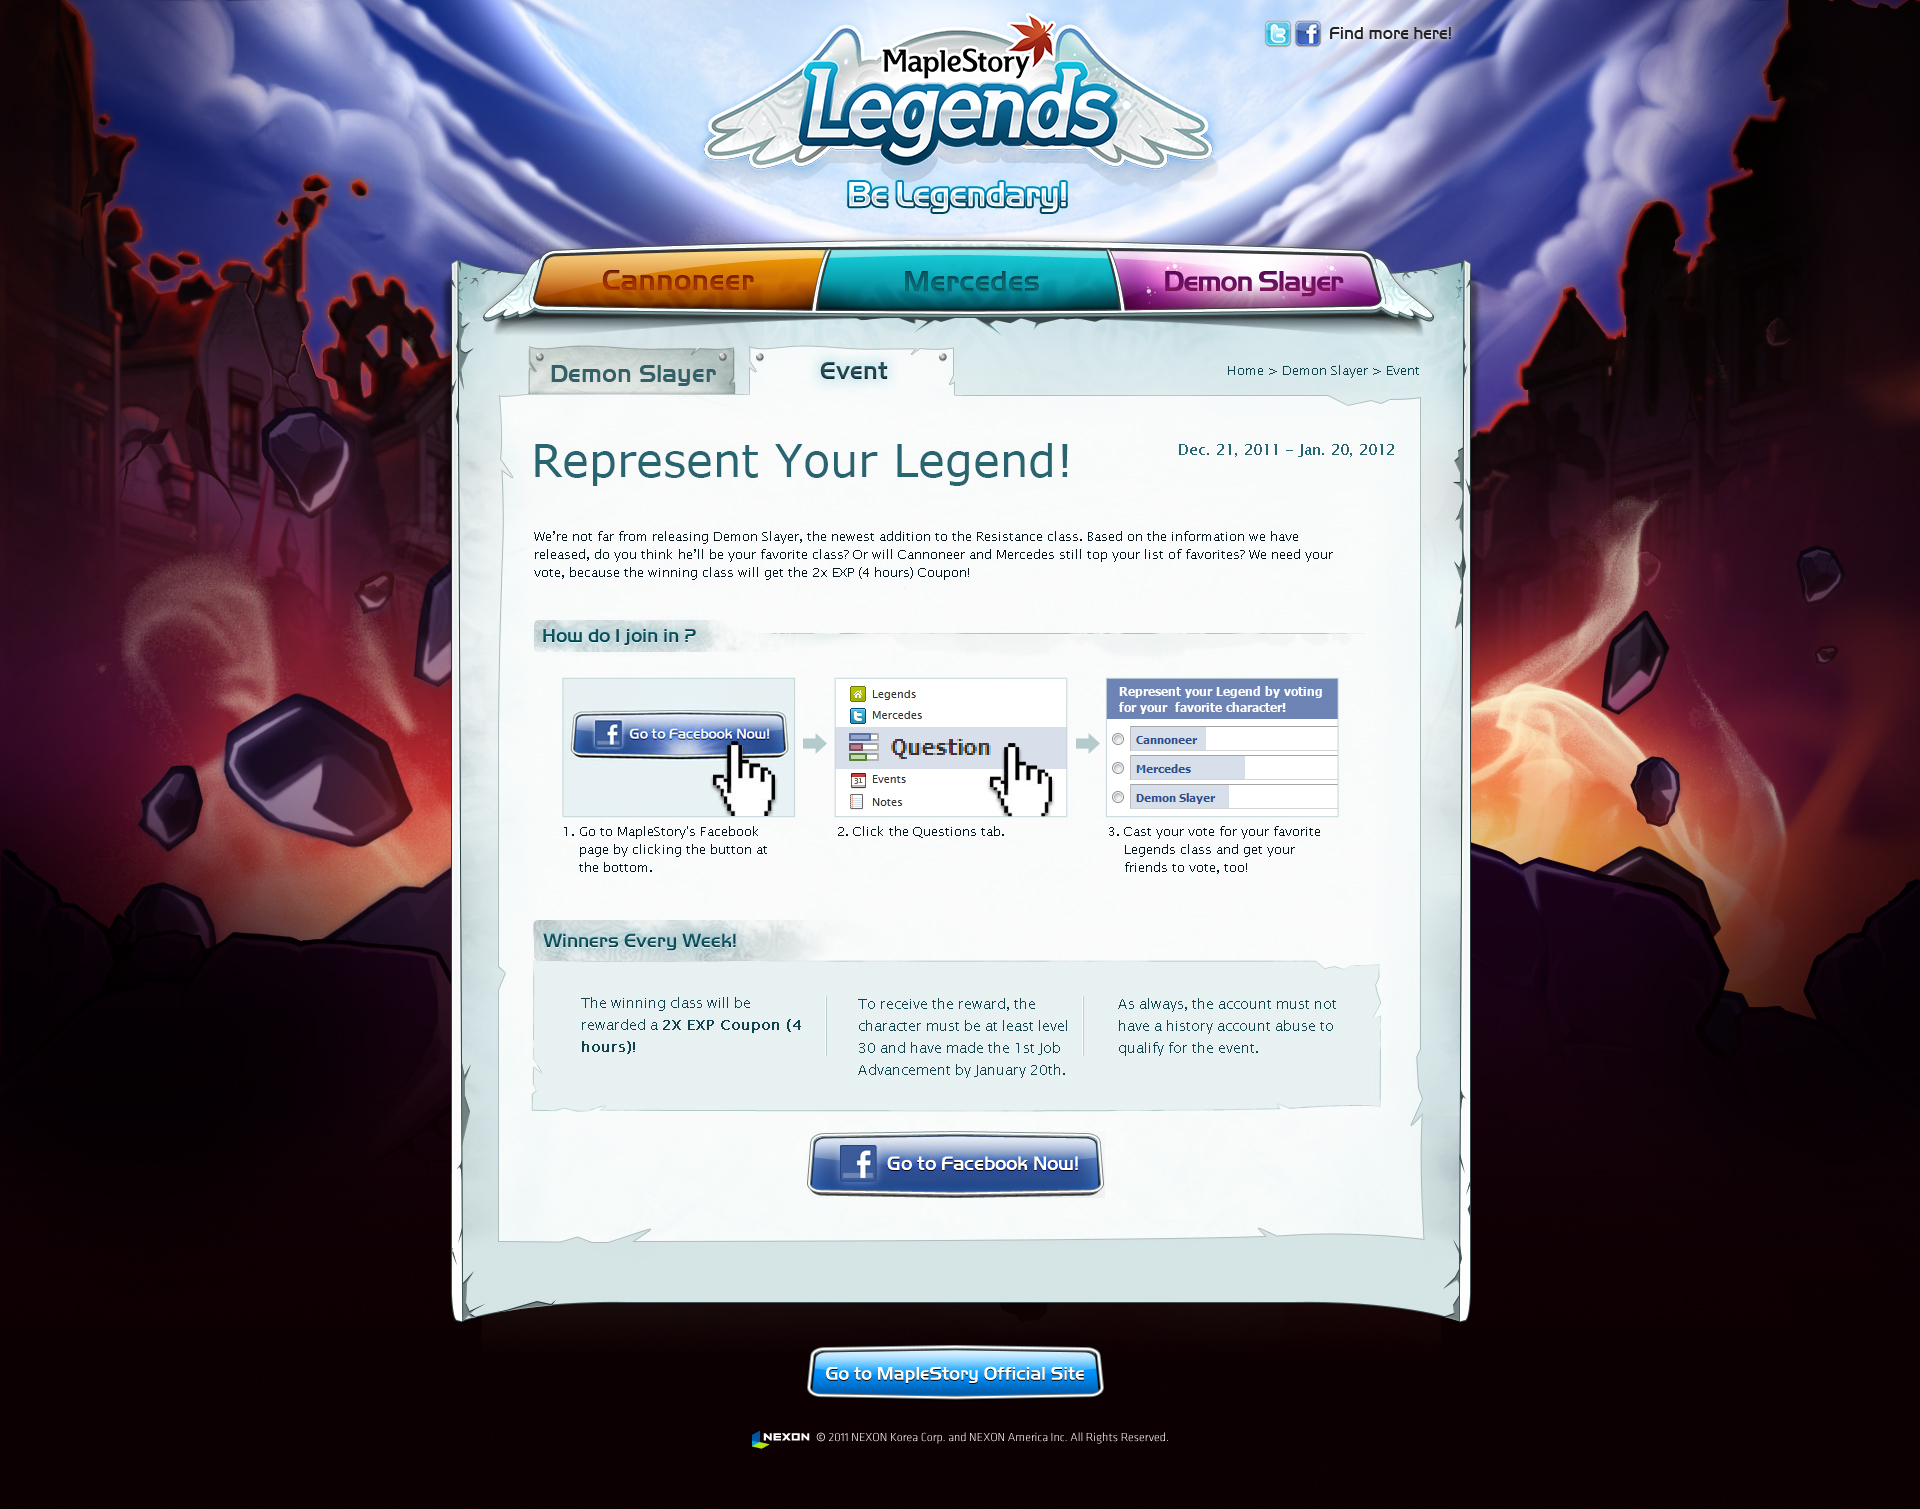 Find more here!
MapleStory
Legends
Be Legendary!
Cannoneer
Mercedes
Demon Slayer
Demon Slayer
Event
Home > Demon Slayer > Event
Represent Your Legend!
Dec. 21, 2011 – Jan. 20, 2012
We're not far from releasing Demon Slayer, the newest addition to the Resistance class. Based on the information we have
released, do you think he'll be your favorite class? Or will Cannoneer and Mercedes still top your list of favorites? We need your
vote, because the winning class will get the 2x EXP (4 hours) Coupon!
How do I join in ?
Go to Facebook Now!
1. Go to MapleStory's Facebook
page by clicking the button at
the bottom.
Legends
Mercedes
Question
31
Events
Notes
2. Click the Questions tab.
Represent your Legend by voting
for your favorite character!
Cannoneer
Mercedes
Demon Slayer
3. Cast your vote for your favorite
Legends class and get your
friends to vote, too!
Winners Every Week!
The winning class will be
rewarded a 2X EXP Coupon (4
hours)!
To receive the reward, the
character must be at least level
30 and have made the 1st Job
Advancement by January 20th.
As always, the account must not
have a history account abuse to
qualify for the event.
Go to Facebook Now!
Go to MapleStory Official Site
NEXON © 2011 NEXON Korea Corp. and NEXON America Inc. All Rights Reserved.